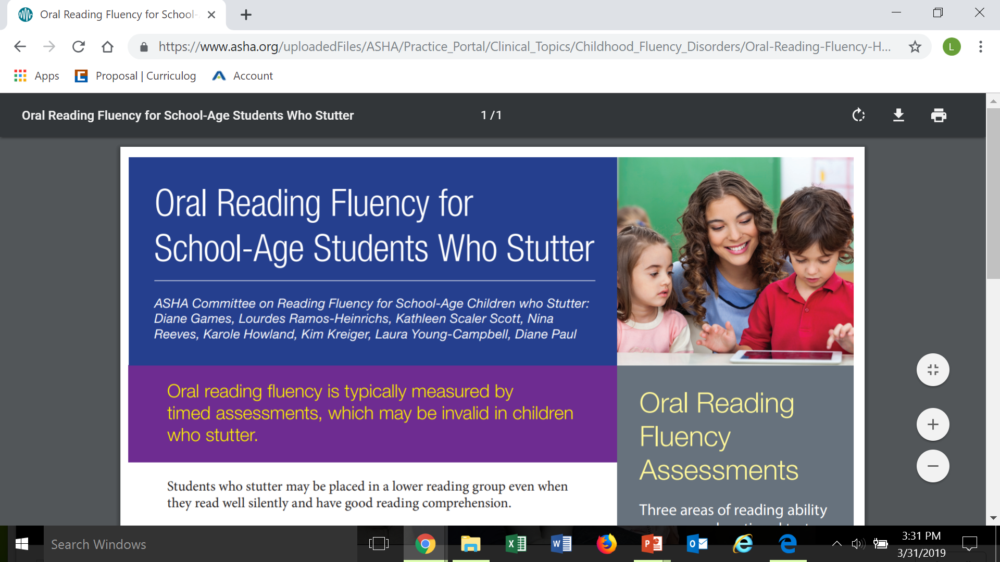 Oral Reading Fluency for School-
https://www.asha.org/uploadedFiles/ASHA/Practice_Portal/Clinical_Topics/Childhood_Fluency_Disorders/Oral-Reading-Fluency-H...
L
Apps
Proposal | Curriculog
Account
Oral Reading Fluency for School-Age Students Who Stutter
1 / 1
Oral Reading Fluency for
School-Age Students Who Stutter
ASHA Committee on Reading Fluency for School-Age Children who Stutter:
Diane Games, Lourdes Ramos-Heinrichs, Kathleen Scaler Scott, Nina
Reeves, Karole Howland, Kim Kreiger, Laura Young-Campbell, Diane Paul
Oral reading fluency is typically measured by
timed assessments, which may be invalid in children
who stutter.
Students who stutter may be placed in a lower reading group even when
they read well silently and have good reading comprehension.
Oral Reading
Fluency
Assessments
Three areas of reading ability
Search Windows
3:31 PM
3/31/2019